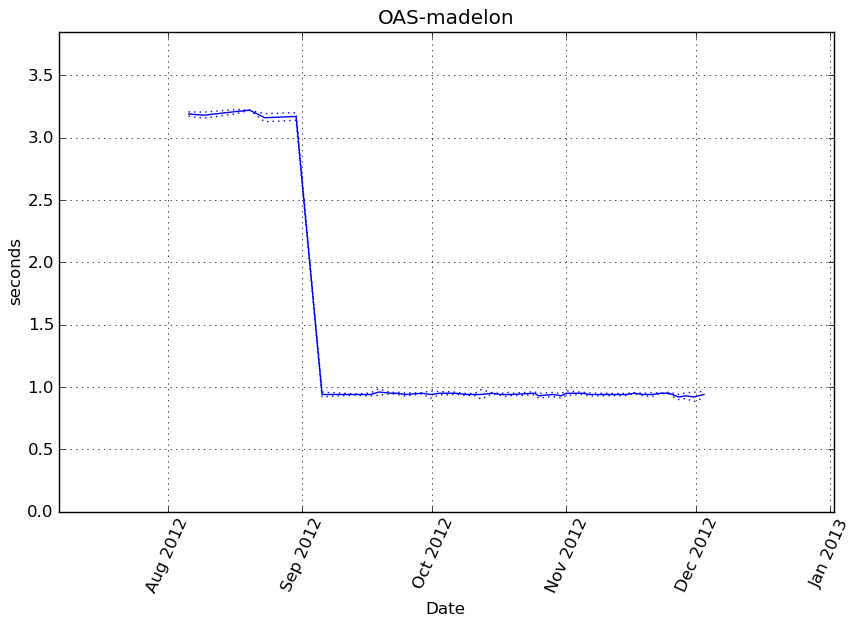 OAS-madelon
3.5
3.0
2.5
2.0
1.5
1.0
0.5
0.0
seconds
Aug 2012
Sep 2012
Oct 2012
Nov 2012
Dec 2012
Jan 2013
Date